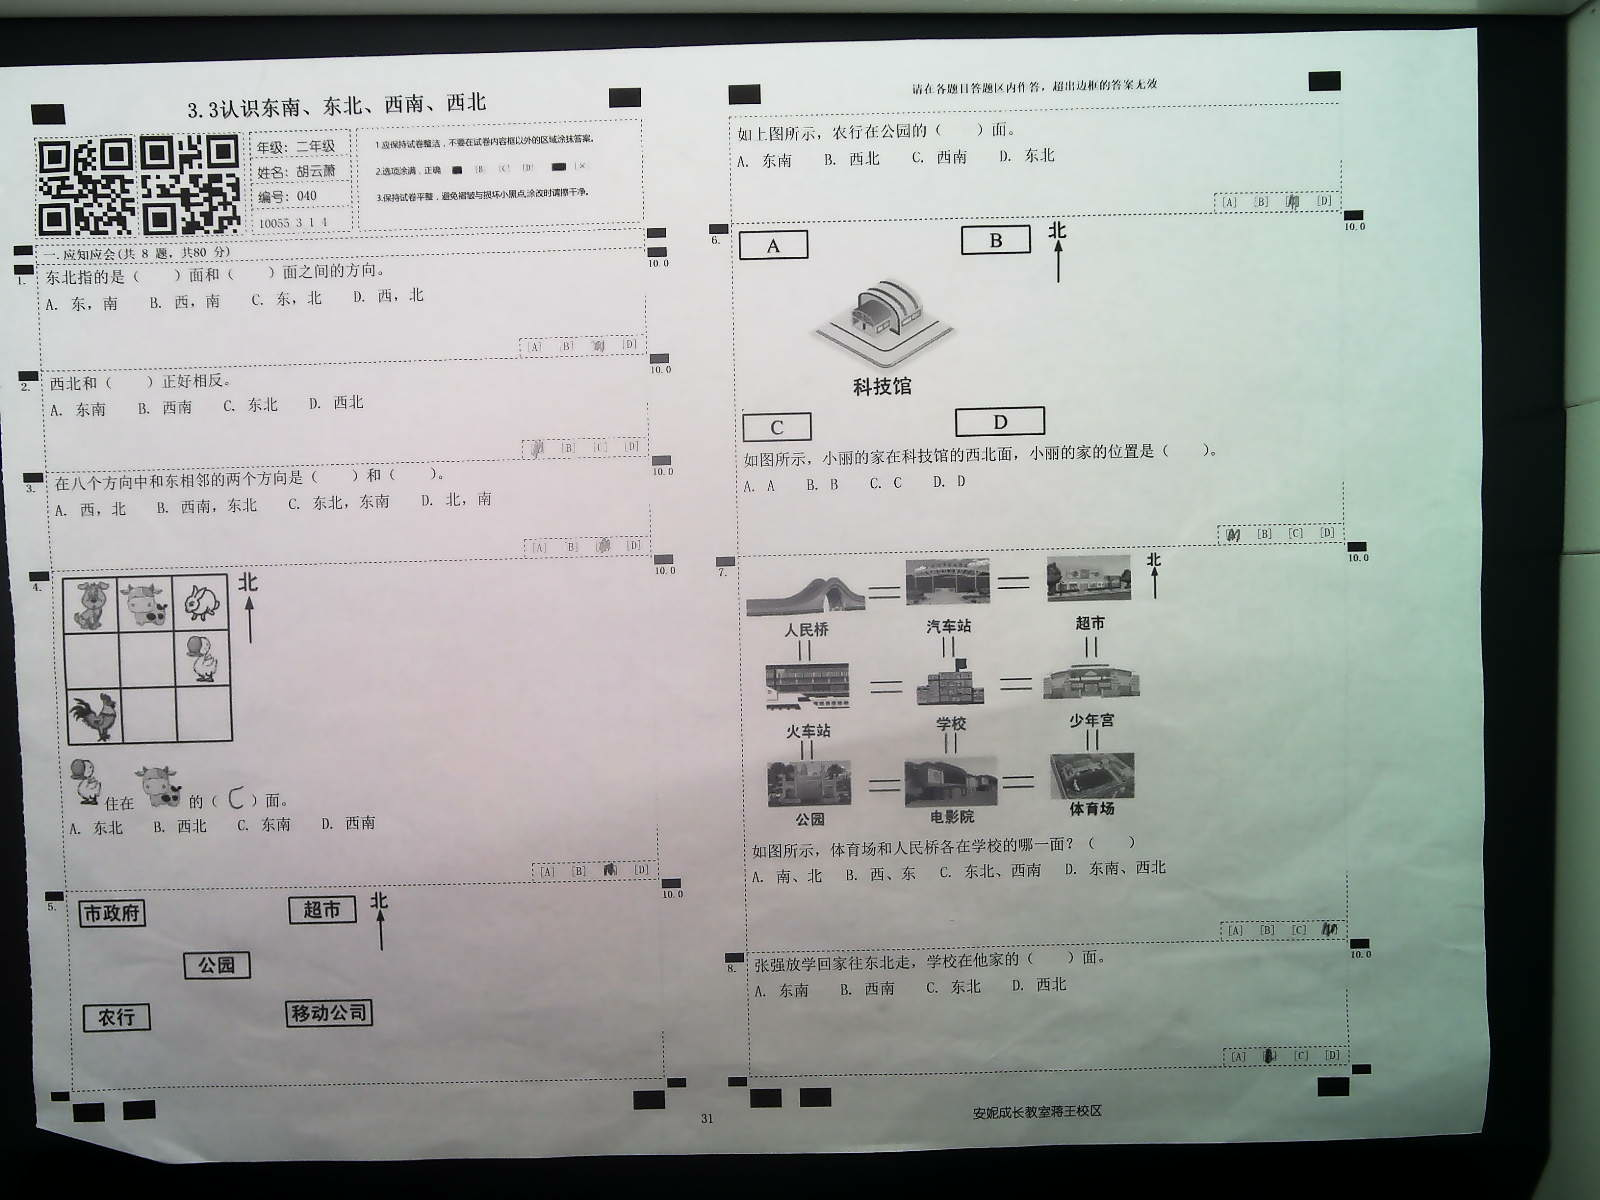 3.3认识东南、东北、西南、西北
年级：二年级
姓名：胡云萧
编号：040
10055 3 1 4
1.应保持试卷整洁，不要在试卷内容框以外的区域涂抹答案。
2.选项涂满，正确 [B] [C] [D]
3.保持试卷平整，避免褶皱与损坏小黑点,涂改时请擦干净。
一.应知应会(共 8 题，共80 分)
10.0
1. 东北指的是（ ）面和（ ）面之间的方向。
A. 东，南 B. 西，南 C. 东，北 D. 西，北
[A] [B] [D]
10.0
2. 西北和（ ）正好相反。
A. 东南 B. 西南 C. 东北 D. 西北
[B] [C] [D]
10.0
3. 在八个方向中和东相邻的两个方向是（ ）和（ ）。
A. 西，北 B. 西南，东北 C. 东北，东南 D. 北，南
[A] [B] [D]
10.0
4.
北
住在 的（ C ）面。
A. 东北 B. 西北 C. 东南 D. 西南
[A] [B] [D]
10.0
5.
市政府 超市 北
公园
农行 移动公司
31
请在各题目答题区内作答，超出边框的答案无效
如上图所示，农行在公园的（ ）面。
A. 东南 B. 西北 C. 西南 D. 东北
[A] [B] [D]
10.0
6.
A B 北
科技馆
C D
如图所示，小丽的家在科技馆的西北面，小丽的家的位置是（ ）。
A. A B. B C. C D. D
[B] [C] [D]
10.0
7.
北
人民桥 汽车站 超市
火车站 学校 少年宫
公园 电影院 体育场
如图所示，体育场和人民桥各在学校的哪一面？（ ）
A. 南、北 B. 西、东 C. 东北、西南 D. 东南、西北
[A] [B] [C]
10.0
8. 张强放学回家往东北走，学校在他家的（ ）面。
A. 东南 B. 西南 C. 东北 D. 西北
[A] [C] [D]
安妮成长教室蒋王校区